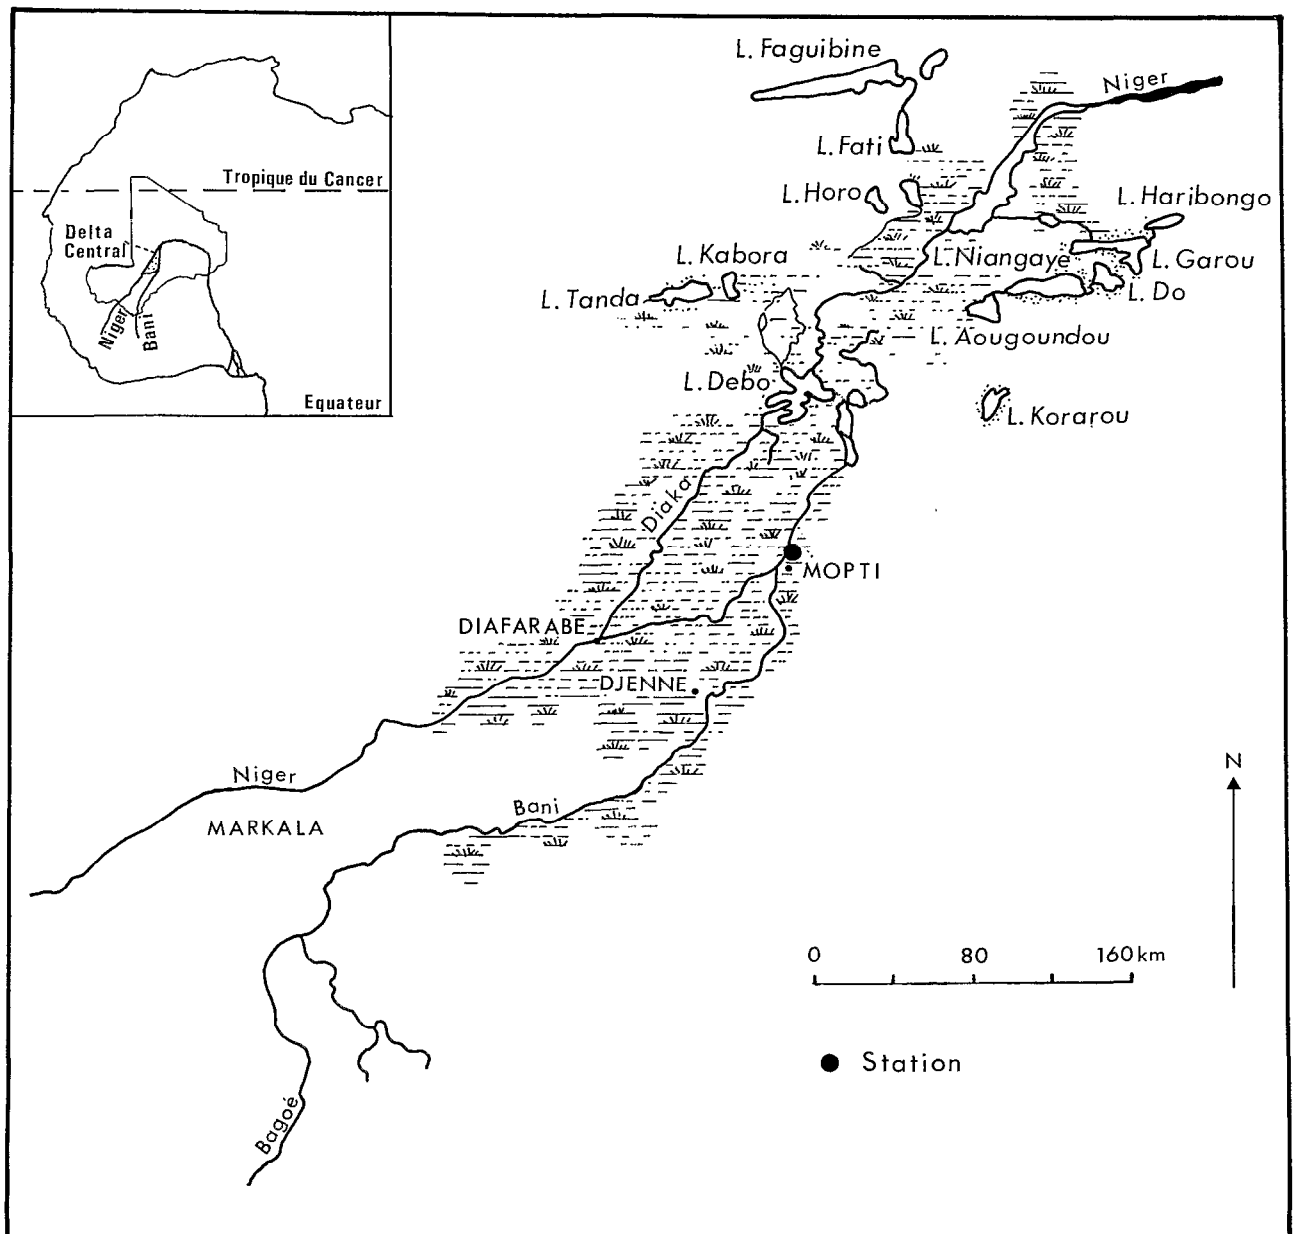 L. Faguibine
Niger
L. Fati
Tropique du Cancer
L. Horo
L. Haribongo
Delta
Central
L. Kabora
L. Niangaye
L. Garou
L. Tanda
L. Do
Niger
Bani
L. Aougoundou
L. Debo
Equateur
L. Korarou
Diaka
MOPTI
DIAFARABE
DJENNE
Niger
Bani
MARKALA
N
0 80 160 km
Station
Bagoé